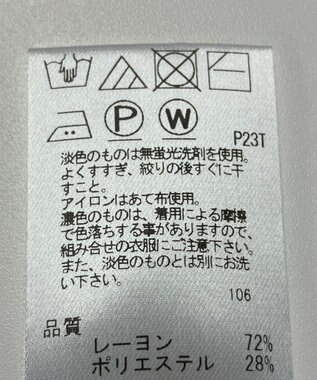 P W P23T
淡色のものは無蛍光洗剤を使用。
よくすすぎ、絞りの後すぐに干
すこと。
アイロンはあて布使用。
濃色のものは、着用による摩擦
で色落ちする事がありますので、
組み合せの衣服にご注意下さい。
また、淡色のものとは別にお洗
い下さい。
106
品質
レーヨン 72%
ポリエステル 28%